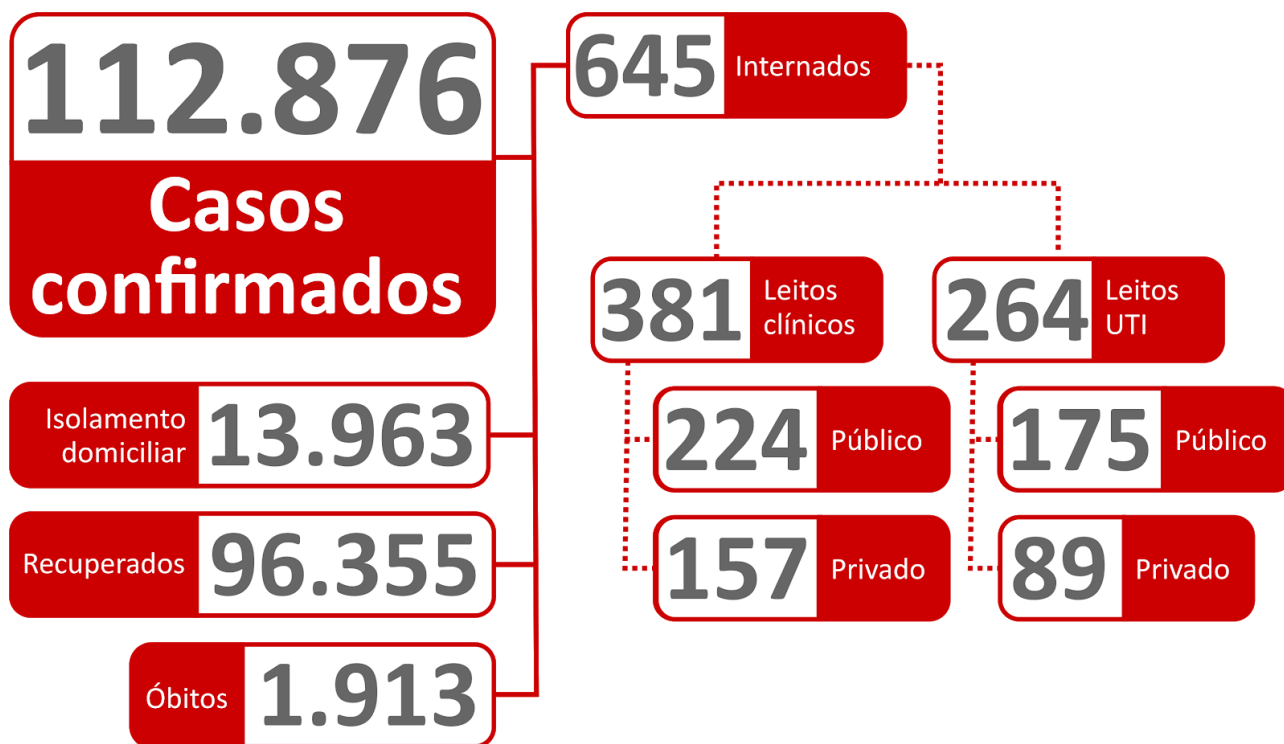 112.876
Casos
confirmados
645 Internados
381 Leitos
clínicos
264 Leitos
UTI
224 Público
175 Público
157 Privado
89 Privado
Isolamento
domiciliar 13.963
Recuperados 96.355
Óbitos 1.913